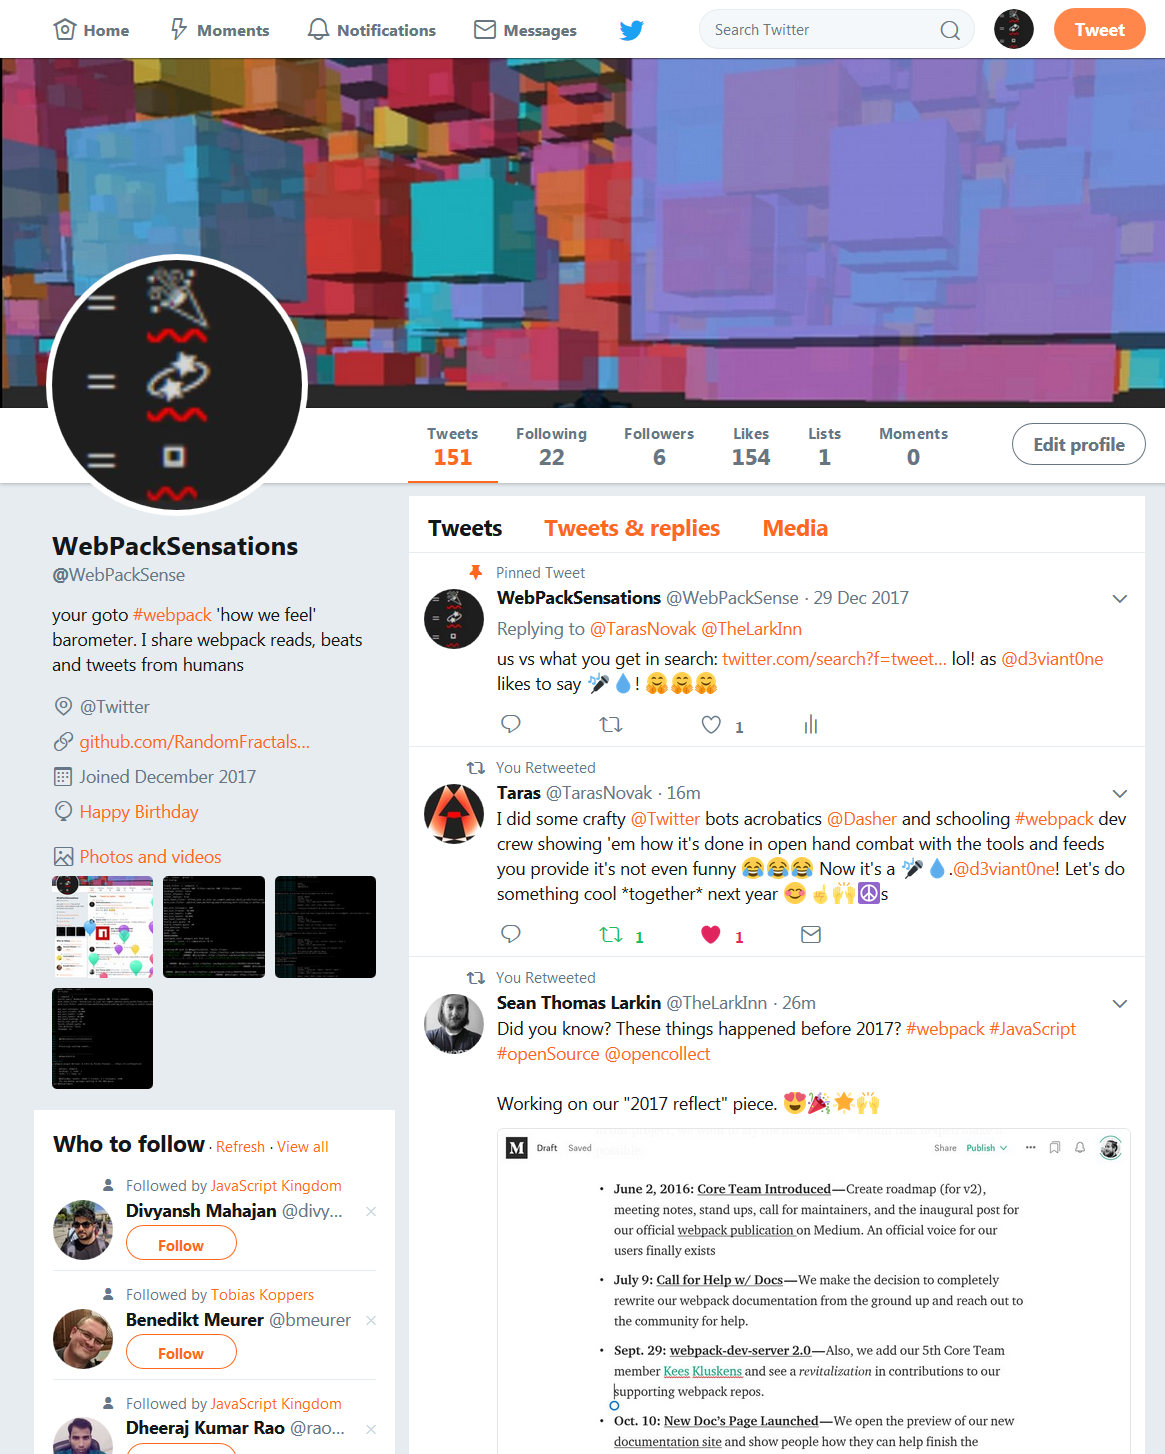 Home Moments Notifications Messages Search Twitter Tweet
Tweets Following Followers Likes Lists Moments
151 22 6 154 1 0
Edit profile
WebPackSensations
@WebPackSense
your goto #webpack 'how we feel'
barometer. I share webpack reads, beats
and tweets from humans
@Twitter
github.com/RandomFractals...
Joined December 2017
Happy Birthday
Photos and videos
Who to follow · Refresh · View all
Followed by JavaScript Kingdom
Divyansh Mahajan @divy...
Follow
Followed by Tobias Koppers
Benedikt Meurer @bmeurer
Follow
Followed by JavaScript Kingdom
Dheeraj Kumar Rao @rao...
Tweets Tweets & replies Media
Pinned Tweet
WebPackSensations @WebPackSense · 29 Dec 2017
Replying to @TarasNovak @TheLarkInn
us vs what you get in search: twitter.com/search?f=tweet... lol! as @d3viant0ne
likes to say 🎤💧! 🤗🤗🤗
1
You Retweeted
Taras @TarasNovak · 16m
I did some crafty @Twitter bots acrobatics @Dasher and schooling #webpack dev
crew showing 'em how it's done in open hand combat with the tools and feeds
you provide it's not even funny 😂😂😂 Now it's a 🎤💧.@d3viant0ne! Let's do
something cool *together* next year 😋☝️🙌☮️s
1 1
You Retweeted
Sean Thomas Larkin @TheLarkInn · 26m
Did you know? These things happened before 2017? #webpack #JavaScript
#openSource @opencollect
Working on our "2017 reflect" piece. 😍🎉🌟🙌
M Draft Saved Share Publish
• June 2, 2016: Core Team Introduced—Create roadmap (for v2),
meeting notes, stand ups, call for maintainers, and the inaugural post for
our official webpack publication on Medium. An official voice for our
users finally exists
• July 9: Call for Help w/ Docs—We make the decision to completely
rewrite our webpack documentation from the ground up and reach out to
the community for help.
• Sept. 29: webpack-dev-server 2.0—Also, we add our 5th Core Team
member Kees Kluskens and see a revitalization in contributions to our
supporting webpack repos.
• Oct. 10: New Doc's Page Launched—We open the preview of our new
documentation site and show people how they can help finish the